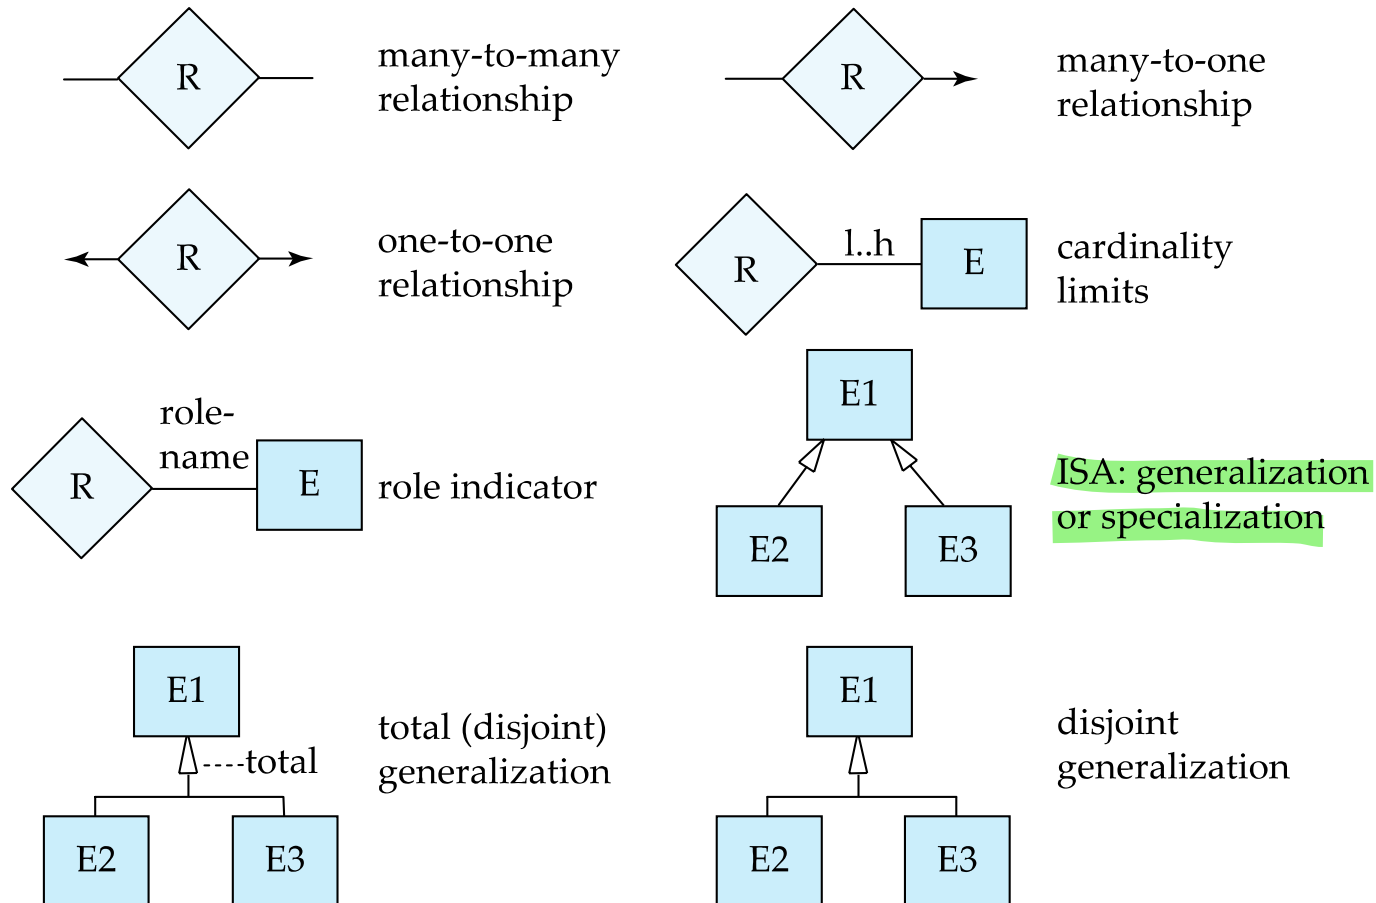 R
many-to-many
relationship
R
many-to-one
relationship
R
one-to-one
relationship
R
l..h
E
cardinality
limits
R
role-
name
E
role indicator
E1
E2
E3
ISA: generalization
or specialization
E1
----total
E2
E3
total (disjoint)
generalization
E1
E2
E3
disjoint
generalization